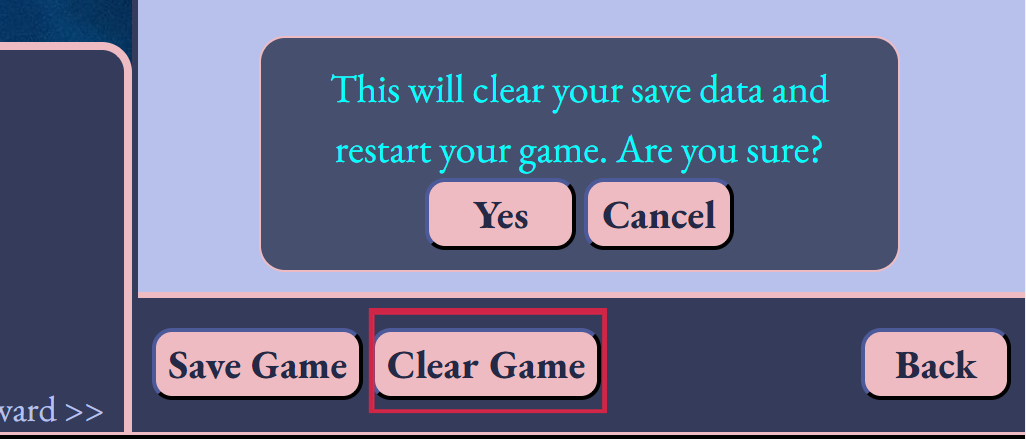 This will clear your save data and
restart your game. Are you sure?
Yes Cancel
Save Game Clear Game Back
>>